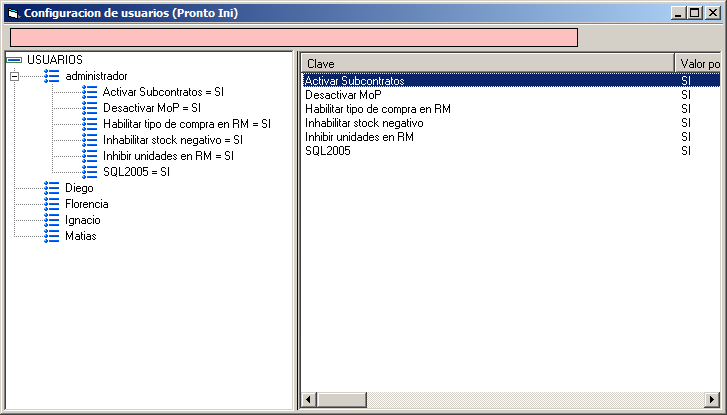 Configuracion de usuarios (Pronto Ini)
USUARIOS
administrador
Activar Subcontratos = SI
Desactivar MoP = SI
Habilitar tipo de compra en RM = SI
Inhabilitar stock negativo = SI
Inhibir unidades en RM = SI
SQL2005 = SI
Diego
Florencia
Ignacio
Matias
Clave Valor po
Activar Subcontratos SI
Desactivar MoP SI
Habilitar tipo de compra en RM SI
Inhabilitar stock negativo SI
Inhibir unidades en RM SI
SQL2005 SI